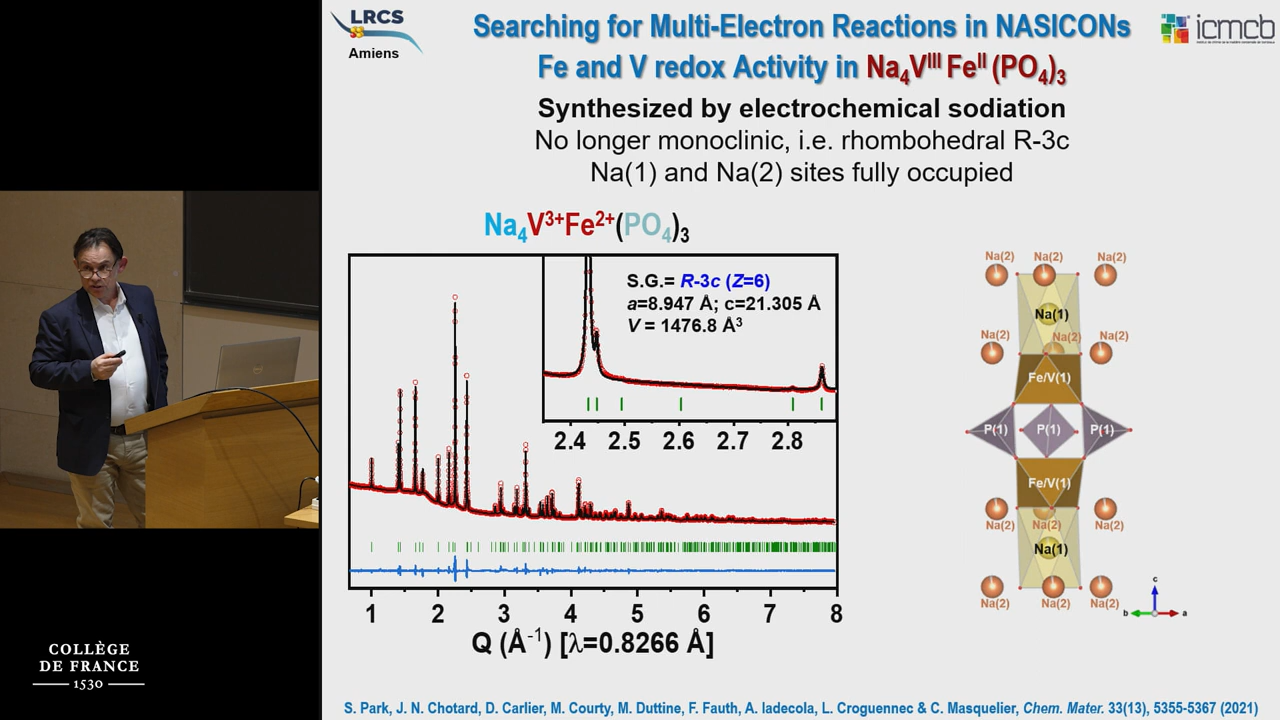 LRCS
Amiens
Searching for Multi-Electron Reactions in NASICONs
Fe and V redox Activity in Na₄Vᴵᴵᴵ Feᴵᴵ (PO₄)₃
icmcb
Synthesized by electrochemical sodiation
No longer monoclinic, i.e. rhombohedral R-3c
Na(1) and Na(2) sites fully occupied
Na₄V³⁺Fe²⁺(PO₄)₃
S.G.= R-3c (Z=6)
a=8.947 Å; c=21.305 Å
V = 1476.8 Å³
2.4 2.5 2.6 2.7 2.8
1 2 3 4 5 6 7 8
Q (Å⁻¹) [λ=0.8266 Å]
Na(2) Na(2) Na(2)
Na(1)
Na(2) Na(2) Na(2)
Fe/V(1)
P(1) P(1) P(1)
Fe/V(1)
Na(2) Na(2) Na(2)
Na(1)
Na(2) Na(2) Na(2)
c
b a
COLLÈGE
DE FRANCE
1530
S. Park, J. N. Chotard, D. Carlier, M. Courty, M. Duttine, F. Fauth, A. Iadecola, L. Croguennec & C. Masquelier, Chem. Mater. 33(13), 5355-5367 (2021)